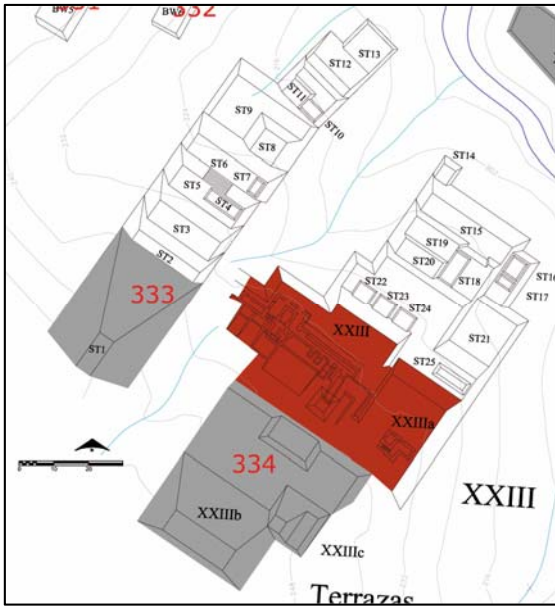 332
ST13
ST12
ST11
ST10
ST9
ST8
ST6
ST7
ST5
ST4
ST3
ST2
333
ST1
ST14
ST15
ST19
ST20
ST18
ST16
ST17
ST22
ST23
ST24
ST21
ST25
XXIII
XXIIIa
334
XXIIIb
XXIIIc
XXIII
Terrazas